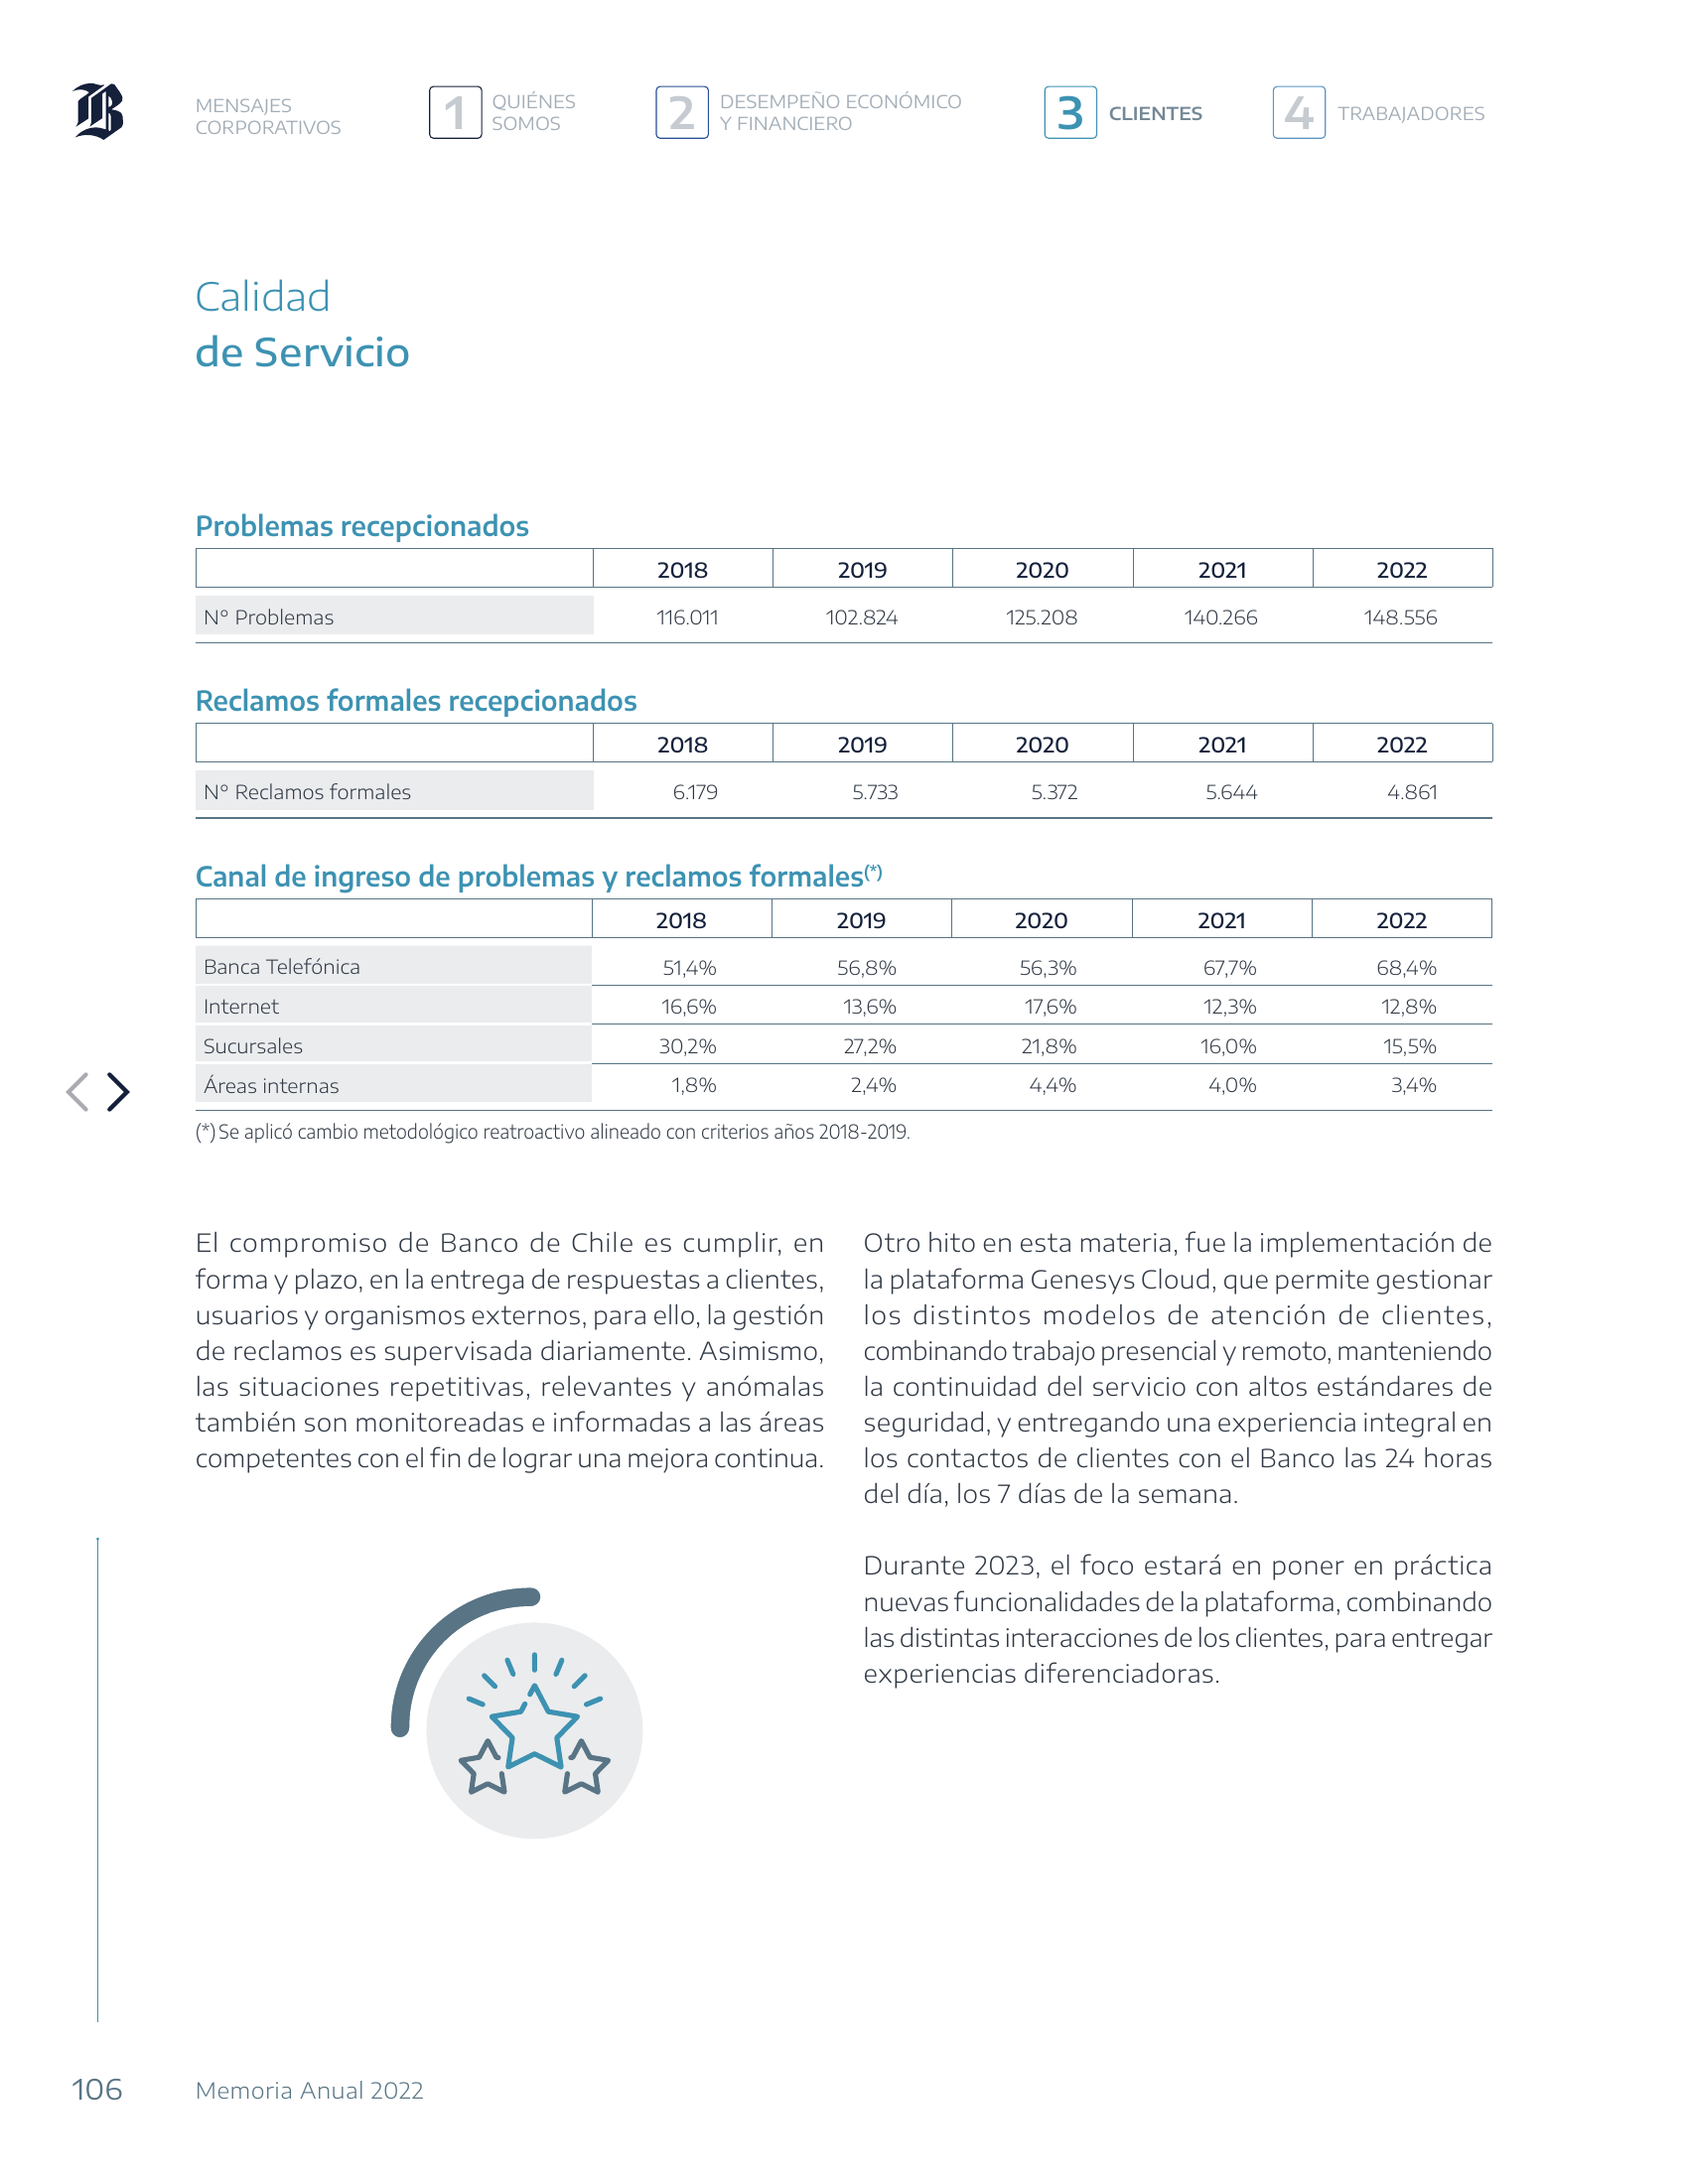 MENSAJES
CORPORATIVOS
1 QUIÉNES
SOMOS
2 DESEMPEÑO ECONÓMICO
Y FINANCIERO
3 CLIENTES
4 TRABAJADORES
Calidad
de Servicio
Problemas recepcionados
2018 2019 2020 2021 2022
N° Problemas 116.011 102.824 125.208 140.266 148.556
Reclamos formales recepcionados
2018 2019 2020 2021 2022
N° Reclamos formales 6.179 5.733 5.372 5.644 4.861
Canal de ingreso de problemas y reclamos formales(*)
2018 2019 2020 2021 2022
Banca Telefónica 51,4% 56,8% 56,3% 67,7% 68,4%
Internet 16,6% 13,6% 17,6% 12,3% 12,8%
Sucursales 30,2% 27,2% 21,8% 16,0% 15,5%
Áreas internas 1,8% 2,4% 4,4% 4,0% 3,4%
(*) Se aplicó cambio metodológico reatroactivo alineado con criterios años 2018-2019.
El compromiso de Banco de Chile es cumplir, en
forma y plazo, en la entrega de respuestas a clientes,
usuarios y organismos externos, para ello, la gestión
de reclamos es supervisada diariamente. Asimismo,
las situaciones repetitivas, relevantes y anómalas
también son monitoreadas e informadas a las áreas
competentes con el fin de lograr una mejora continua.
Otro hito en esta materia, fue la implementación de
la plataforma Genesys Cloud, que permite gestionar
los distintos modelos de atención de clientes,
combinando trabajo presencial y remoto, manteniendo
la continuidad del servicio con altos estándares de
seguridad, y entregando una experiencia integral en
los contactos de clientes con el Banco las 24 horas
del día, los 7 días de la semana.
Durante 2023, el foco estará en poner en práctica
nuevas funcionalidades de la plataforma, combinando
las distintas interacciones de los clientes, para entregar
experiencias diferenciadoras.
106 Memoria Anual 2022